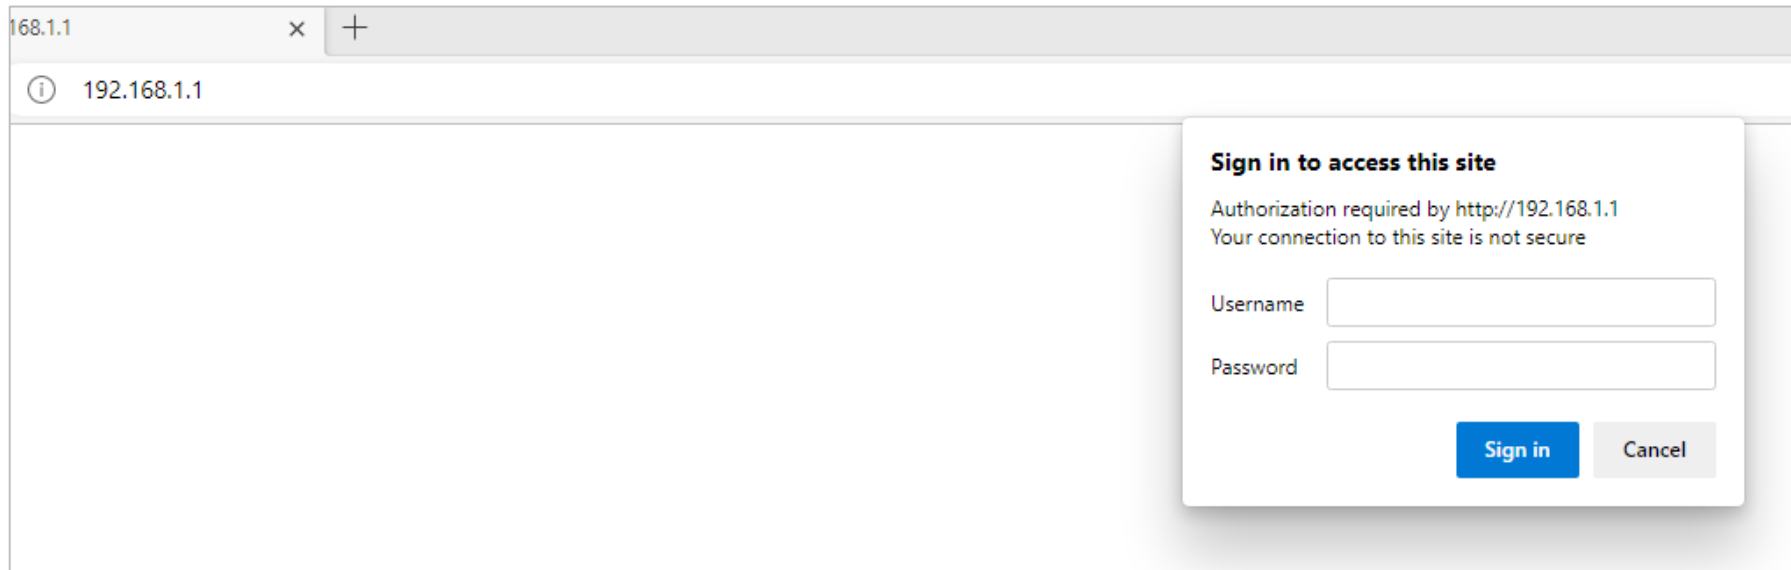 168.1.1
192.168.1.1
Sign in to access this site
Authorization required by http://192.168.1.1
Your connection to this site is not secure
Username
Password
Sign in Cancel